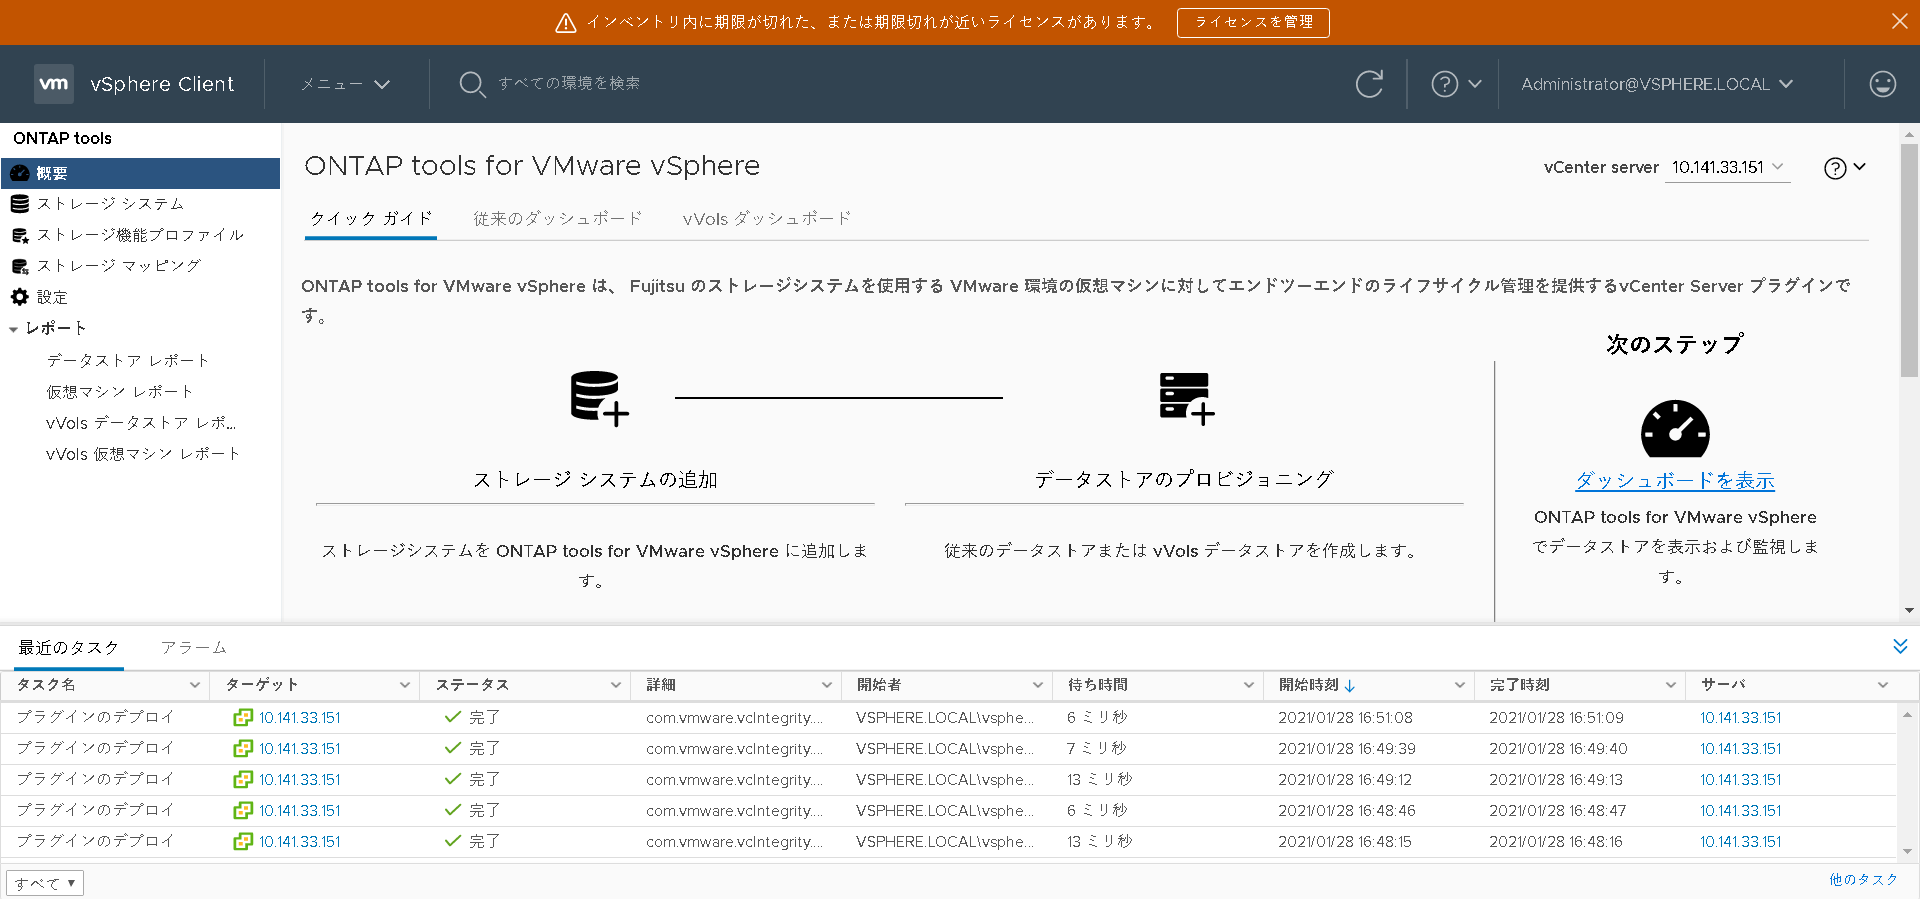 インベントリ内に期限が切れた、または期限切れが近いライセンスがあります。 ライセンスを管理
vm vSphere Client メニュー すべての環境を検索 Administrator@VSPHERE.LOCAL
ONTAP tools
概要
ストレージ システム
ストレージ機能プロファイル
ストレージ マッピング
設定
レポート
データストア レポート
仮想マシン レポート
vVols データストア レポ...
vVols 仮想マシン レポート
ONTAP tools for VMware vSphere
vCenter server 10.141.33.151
クイック ガイド 従来のダッシュボード vVols ダッシュボード
ONTAP tools for VMware vSphere は、 Fujitsu のストレージシステムを使用する VMware 環境の仮想マシンに対してエンドツーエンドのライフサイクル管理を提供するvCenter Server プラグインで
す。
ストレージ システムの追加
ストレージシステムを ONTAP tools for VMware vSphere に追加しま
す。
データストアのプロビジョニング
従来のデータストアまたは vVols データストアを作成します。
次のステップ
ダッシュボードを表示
ONTAP tools for VMware vSphere
でデータストアを表示および監視しま
す。
最近のタスク アラーム
タスク名 ターゲット ステータス 詳細 開始者 待ち時間 開始時刻 完了時刻 サーバ
プラグインのデプロイ 10.141.33.151 完了 com.vmware.vcIntegrity.... VSPHERE.LOCAL\vsphe... 6 ミリ秒 2021/01/28 16:51:08 2021/01/28 16:51:09 10.141.33.151
プラグインのデプロイ 10.141.33.151 完了 com.vmware.vcIntegrity.... VSPHERE.LOCAL\vsphe... 7 ミリ秒 2021/01/28 16:49:39 2021/01/28 16:49:40 10.141.33.151
プラグインのデプロイ 10.141.33.151 完了 com.vmware.vcIntegrity.... VSPHERE.LOCAL\vsphe... 13 ミリ秒 2021/01/28 16:49:12 2021/01/28 16:49:13 10.141.33.151
プラグインのデプロイ 10.141.33.151 完了 com.vmware.vcIntegrity.... VSPHERE.LOCAL\vsphe... 6 ミリ秒 2021/01/28 16:48:46 2021/01/28 16:48:47 10.141.33.151
プラグインのデプロイ 10.141.33.151 完了 com.vmware.vcIntegrity.... VSPHERE.LOCAL\vsphe... 13 ミリ秒 2021/01/28 16:48:15 2021/01/28 16:48:16 10.141.33.151
すべて 他のタスク